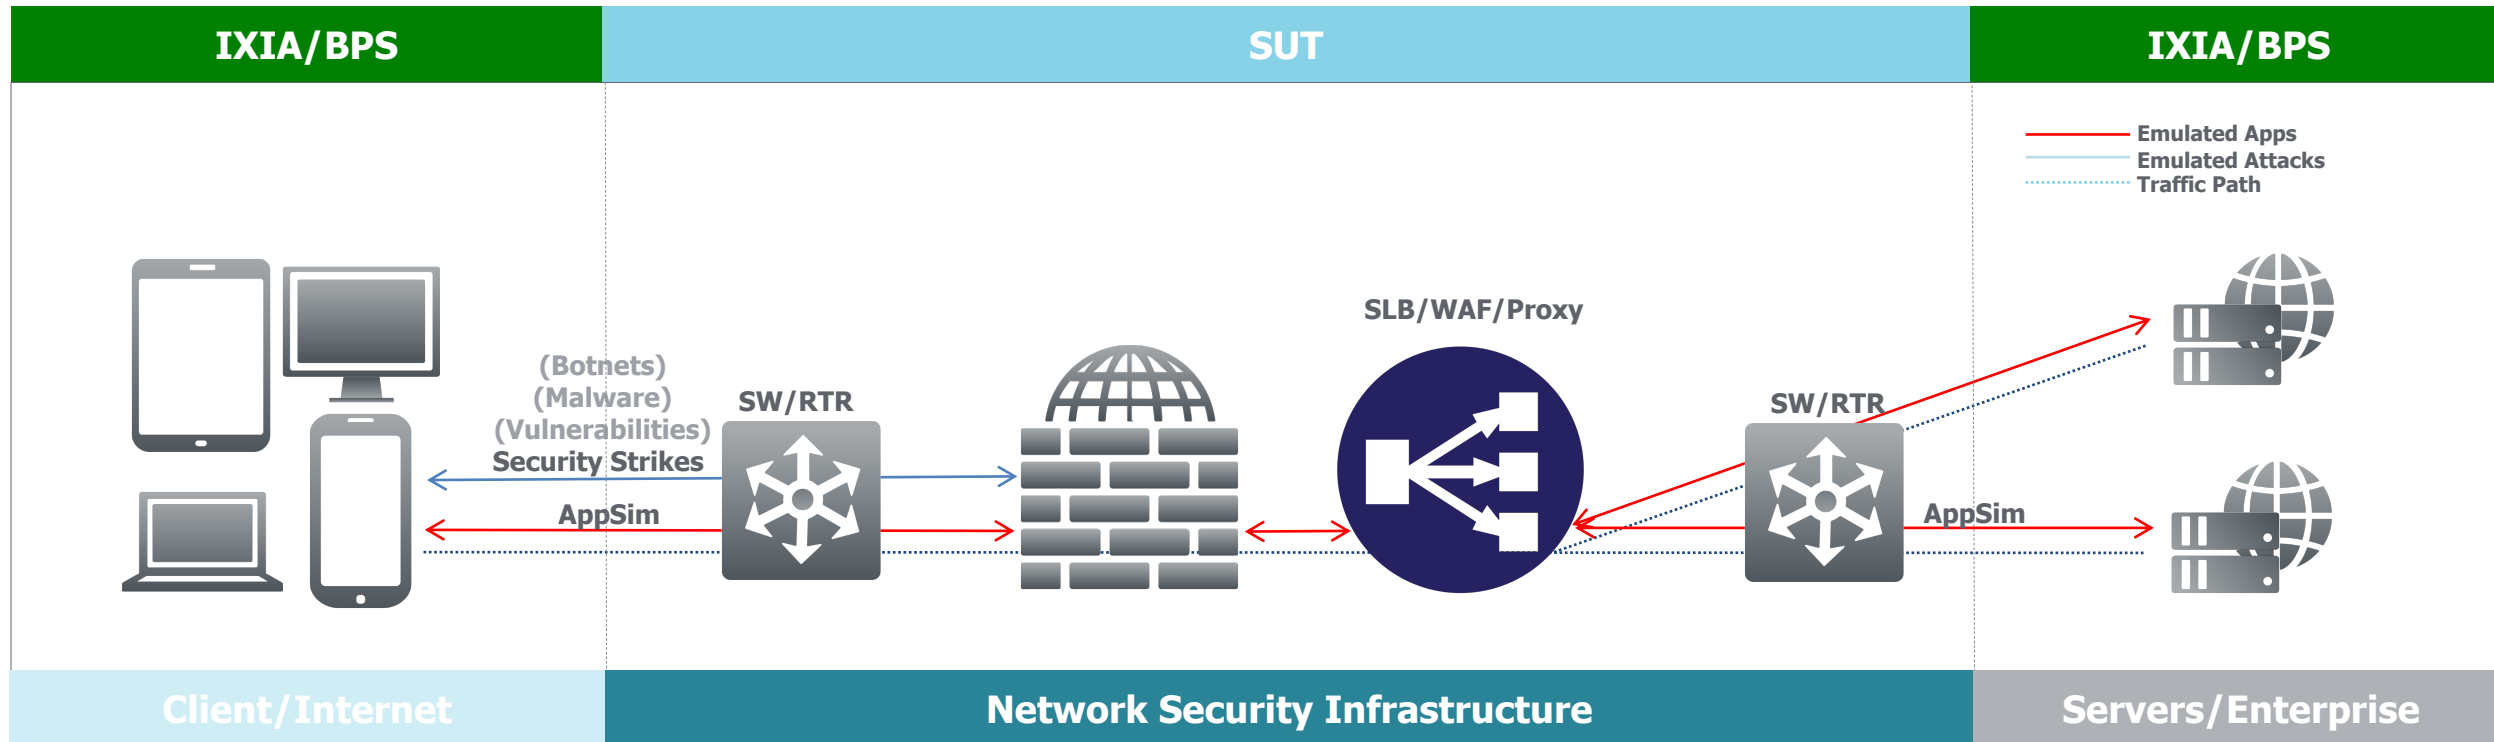 IXIA/BPS
SUT
IXIA/BPS
Emulated Apps
Emulated Attacks
Traffic Path
SLB/WAF/Proxy
(Botnets)
(Malware)
(Vulnerabilities)
Security Strikes
SW/RTR
SW/RTR
AppSim
AppSim
Client/Internet
Network Security Infrastructure
Servers/Enterprise